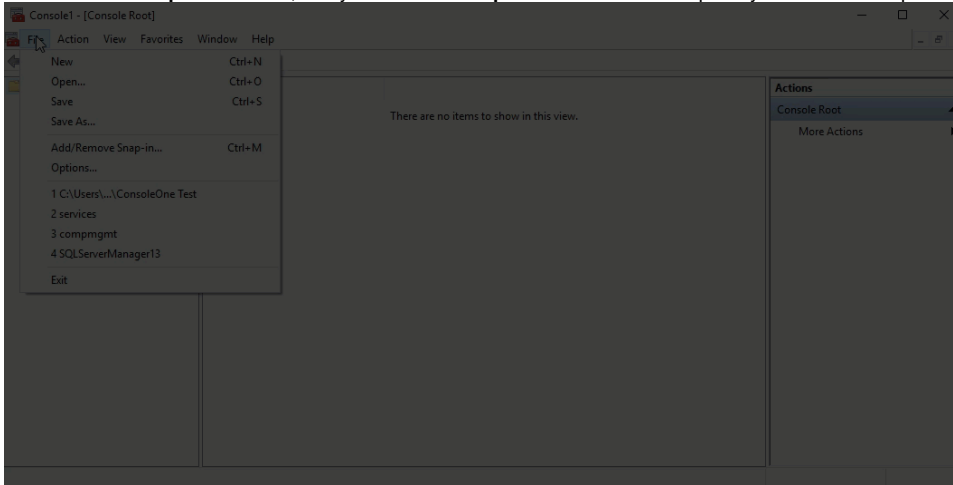 Console1 - [Console Root]
File Action View Favorites Window Help
New Ctrl+N
Open... Ctrl+O
Save Ctrl+S
Save As...
Add/Remove Snap-in... Ctrl+M
Options...
1 C:\Users\...\ConsoleOne Test
2 services
3 compmgmt
4 SQLServerManager13
Exit
There are no items to show in this view.
Actions
Console Root
More Actions